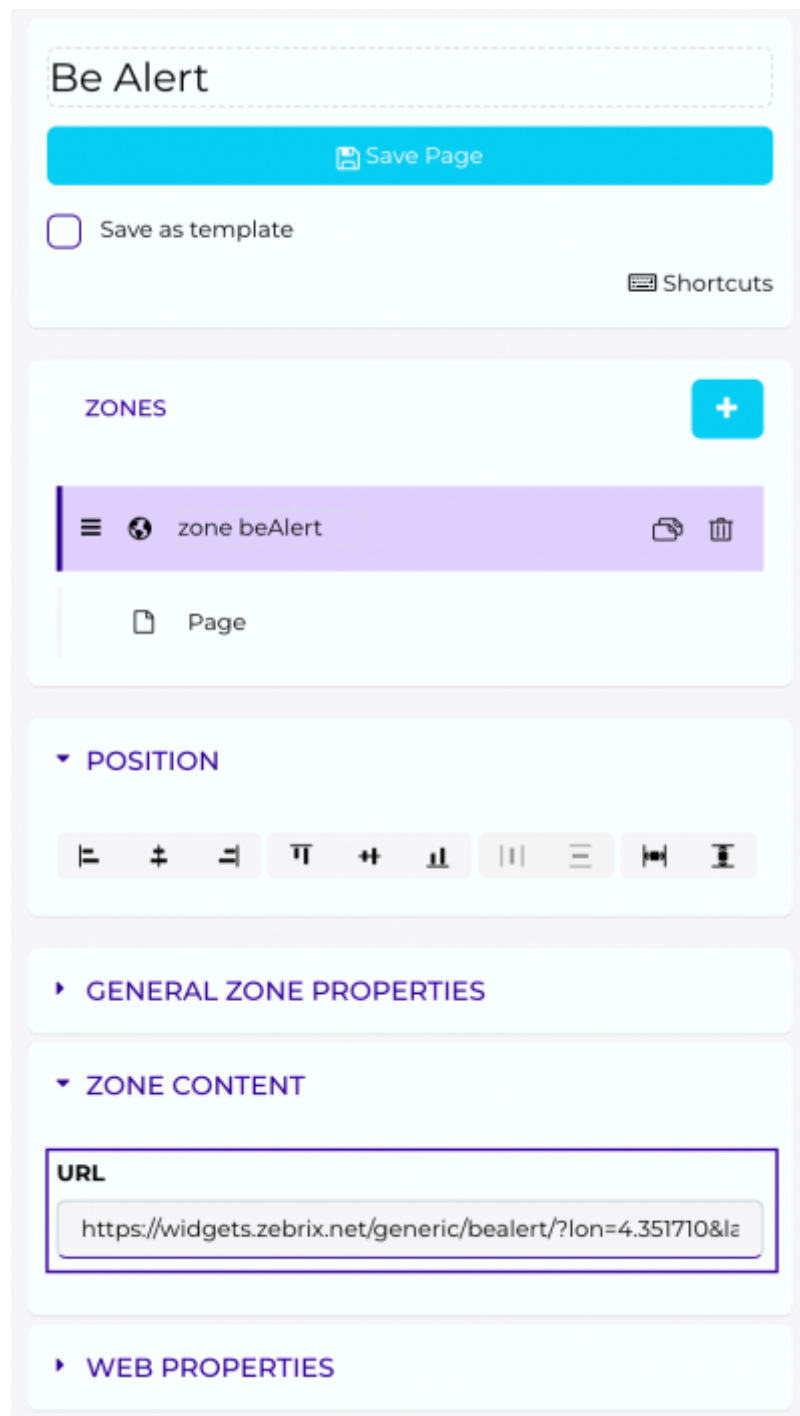 Be Alert
Save Page
Save as template
Shortcuts
ZONES
zone beAlert
Page
POSITION
GENERAL ZONE PROPERTIES
ZONE CONTENT
URL
https://widgets.zebrix.net/generic/bealert/?lon=4.351710&la
WEB PROPERTIES